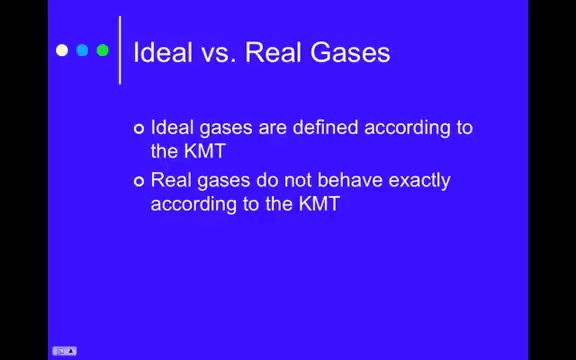 Ideal vs. Real Gases
Ideal gases are defined according to
the KMT
Real gases do not behave exactly
according to the KMT